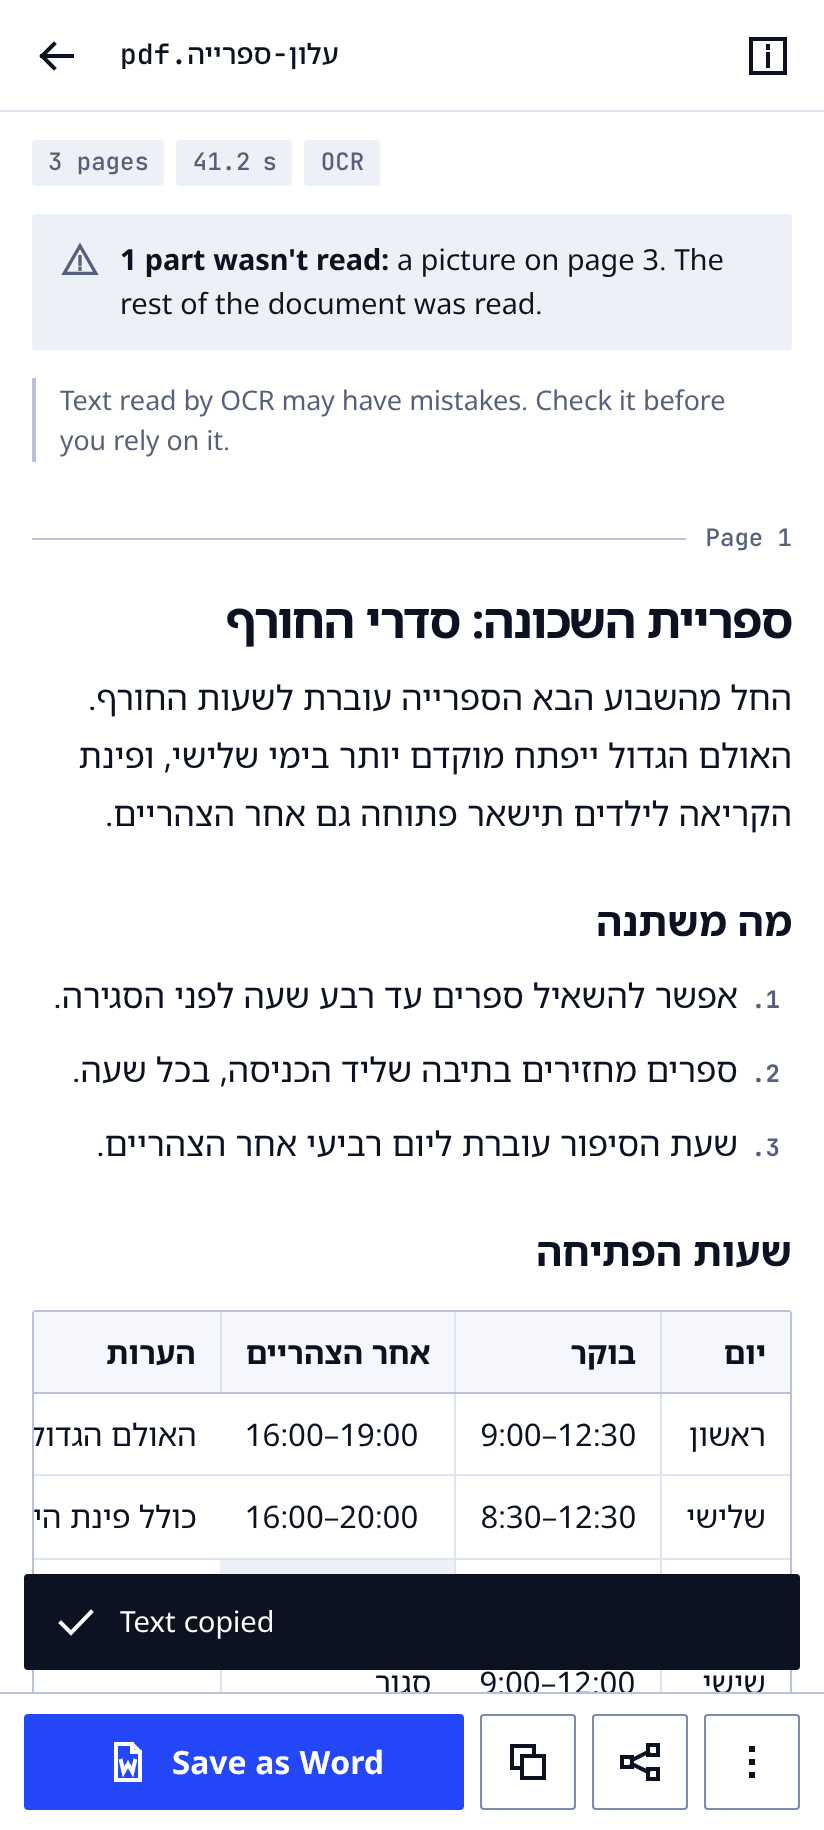 עלון-ספרייה.pdf
3 pages
41.2 s
OCR
1 part wasn't read: a picture on page 3. The
rest of the document was read.
Text read by OCR may have mistakes. Check it before
you rely on it.
Page 1
ספריית השכונה: סדרי החורף
החל מהשבוע הבא הספרייה עוברת לשעות החורף.
האולם הגדול ייפתח מוקדם יותר בימי שלישי, ופינת
הקריאה לילדים תישאר פתוחה גם אחר הצהריים.
מה משתנה
1. אפשר להשאיל ספרים עד רבע שעה לפני הסגירה.
2. ספרים מחזירים בתיבה שליד הכניסה, בכל שעה.
3. שעת הסיפור עוברת ליום רביעי אחר הצהריים.
שעות הפתיחה
יום בוקר אחר הצהריים הערות
ראשון 9:00–12:30 16:00–19:00 האולם הגדול
שלישי 8:30–12:30 16:00–20:00 כולל פינת
שישי 9:00–12:00 סגור
Text copied
Save as Word